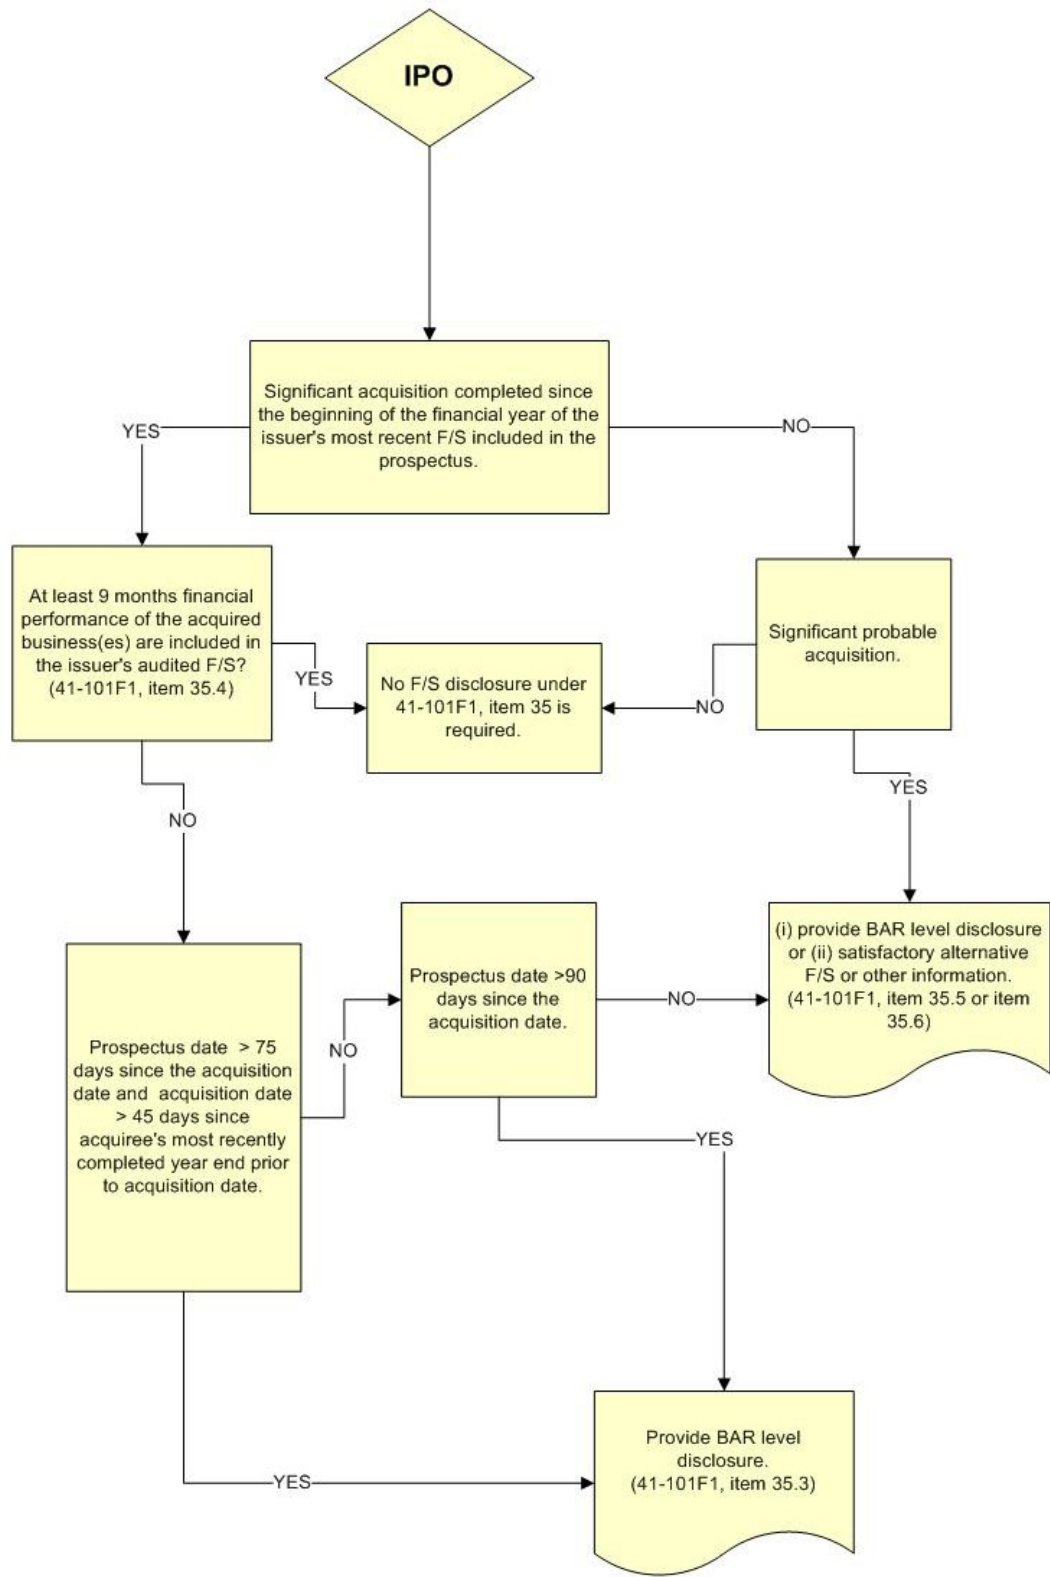 IPO
Significant acquisition completed since
the beginning of the financial year of the
issuer's most recent F/S included in the
prospectus.
YES
NO
At least 9 months financial
performance of the acquired
business(es) are included in
the issuer's audited F/S?
(41-101F1, item 35.4)
YES
No F/S disclosure under
41-101F1, item 35 is
required.
NO
Significant probable
acquisition.
YES
NO
Prospectus date > 75
days since the acquisition
date and acquisition date
> 45 days since
acquiree's most recently
completed year end prior
to acquisition date.
NO
Prospectus date >90
days since the
acquisition date.
NO
(i) provide BAR level disclosure
or (ii) satisfactory alternative
F/S or other information.
(41-101F1, item 35.5 or item
35.6)
YES
YES
Provide BAR level
disclosure.
(41-101F1, item 35.3)